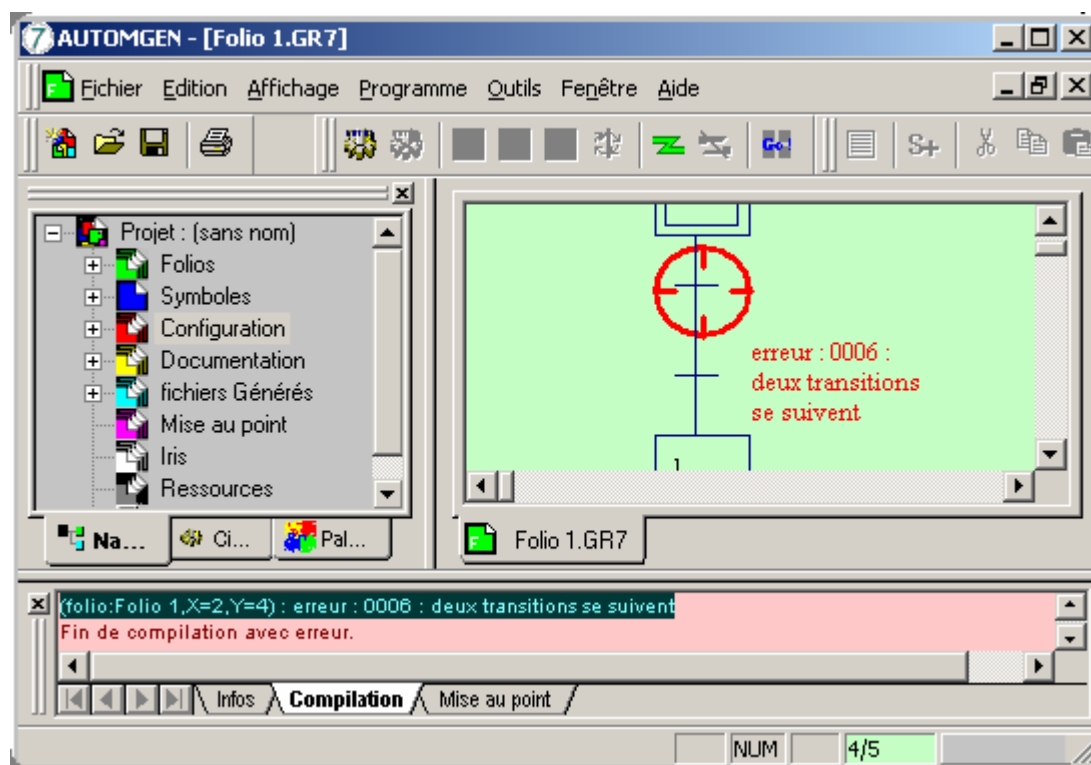 AUTOMGEN - [Folio 1.GR7]
Fichier Edition Affichage Programme Outils Fenêtre Aide
Go!
S+
Projet : (sans nom)
Folios
Symboles
Configuration
Documentation
fichiers Générés
Mise au point
Iris
Ressources
Na... Ci... Pal...
erreur : 0006 :
deux transitions
se suivent
1
F Folio 1.GR7
(folio:Folio 1,X=2,Y=4) : erreur : 0006 : deux transitions se suivent
Fin de compilation avec erreur.
Infos Compilation Mise au point
NUM 4/5